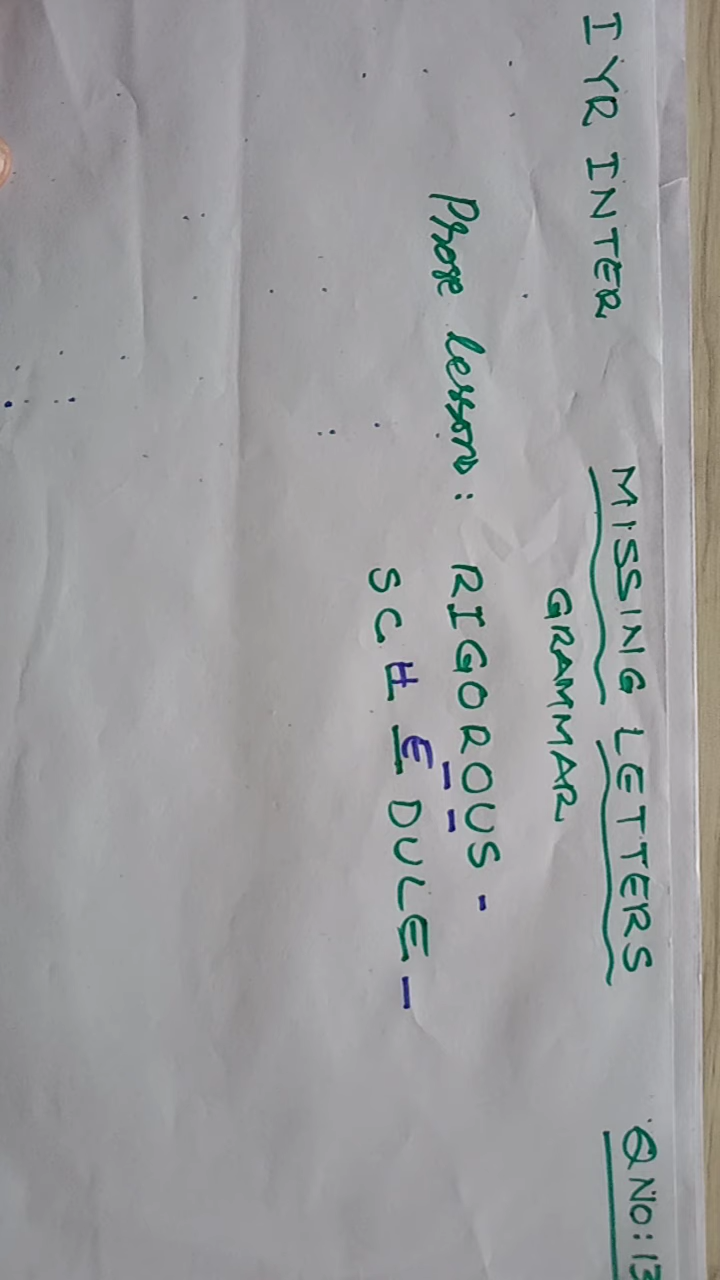 I YR INTER MISSING LETTERS Q NO: 13
GRAMMAR
Prose Lessons: RIGOROUS -
SCHEDULE -